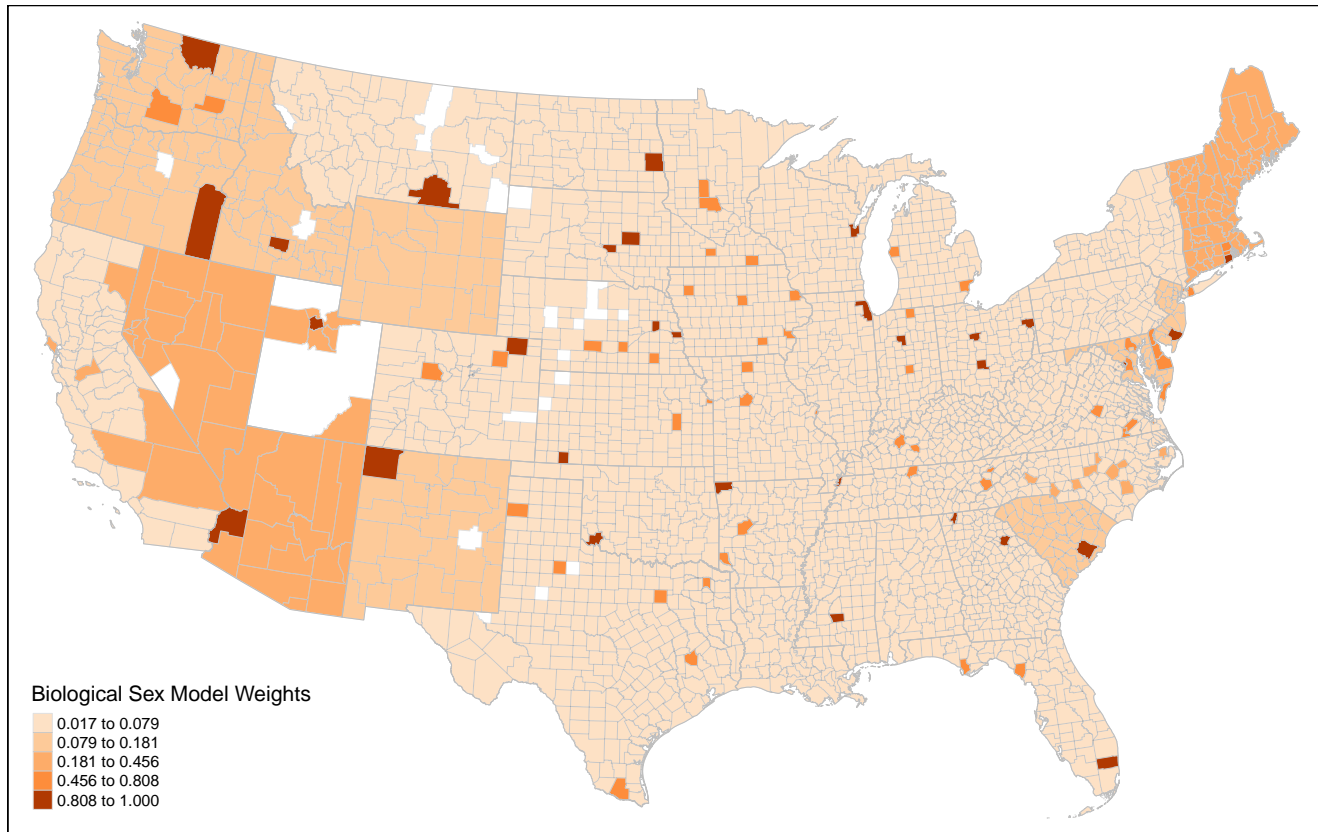 Biological Sex Model Weights
0.017 to 0.079
0.079 to 0.181
0.181 to 0.456
0.456 to 0.808
0.808 to 1.000